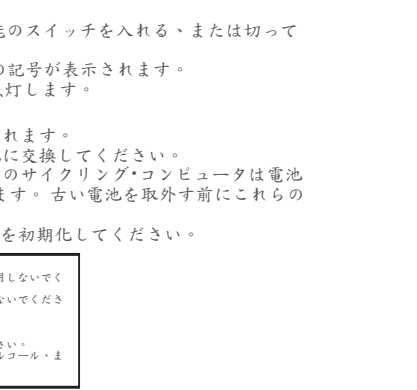 のスイッチを入れる、または切って
の記号が表示されます。
灯します。
れます。
に交換してください。
のサイクリング•コンピュータは電池
ます。古い電池を取外す前にこれらの
を初期化してください。
用しないでく
ないでくださ
さい。
ルコール、ま